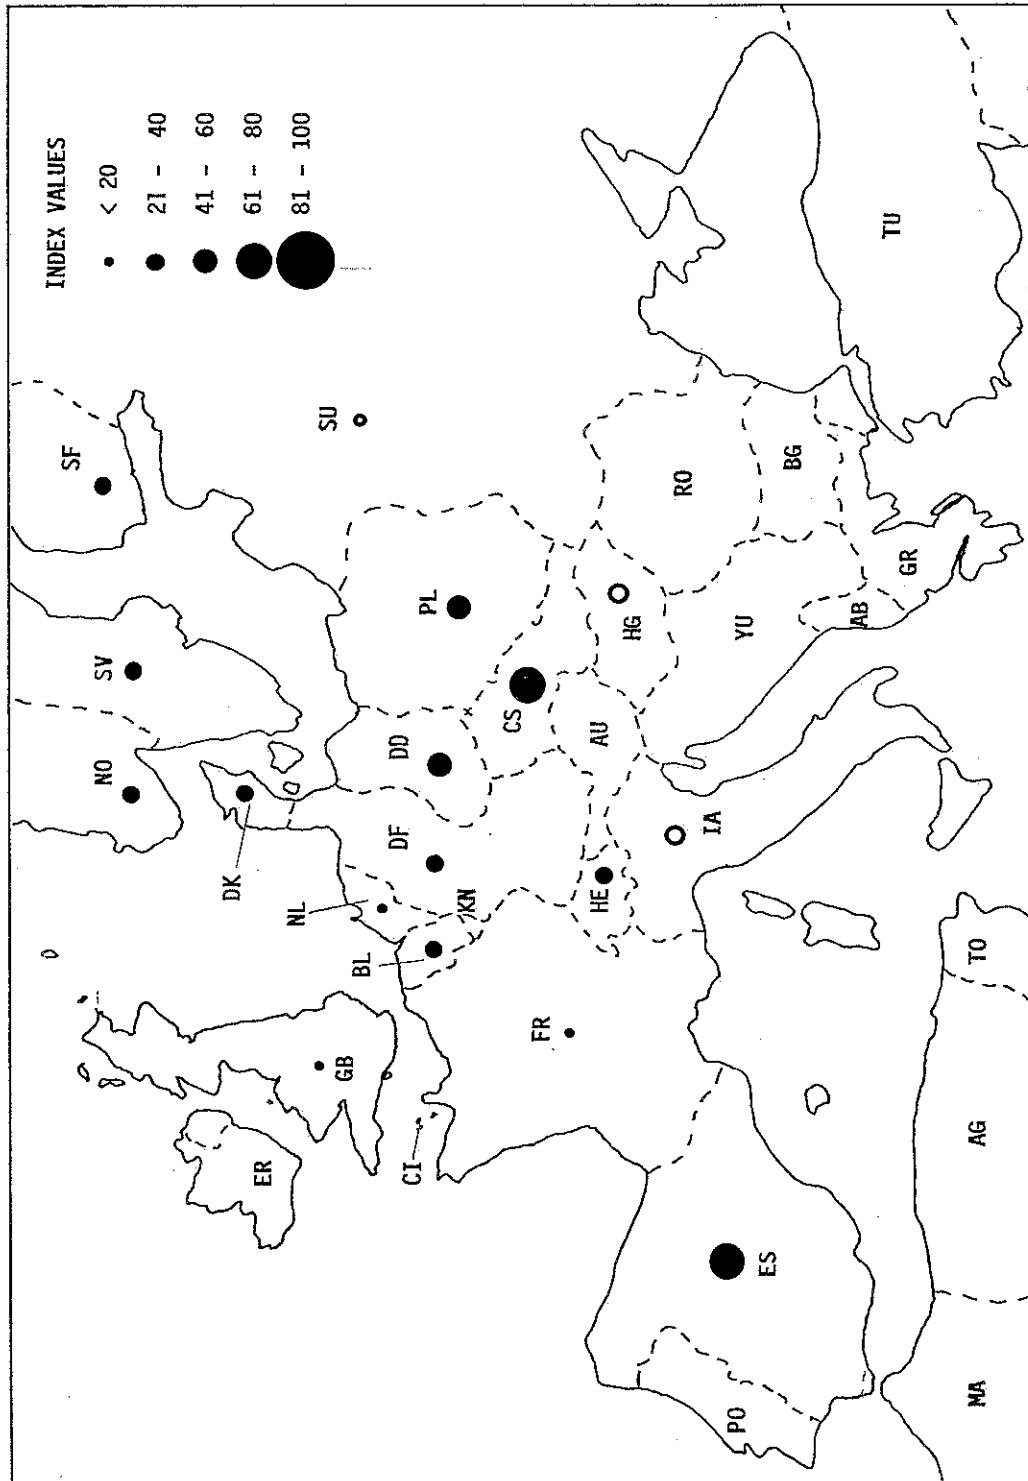 INDEX VALUES
< 20
21 - 40
41 - 60
61 - 80
81 - 100
SF
SV
NO
SU
DK
PL
DD
DF
NL
BL
KN
GB
ER
CI
FR
CS
HG
AU
HE
IA
RO
BG
YU
AB
GR
TU
ES
PO
TO
AG
MA